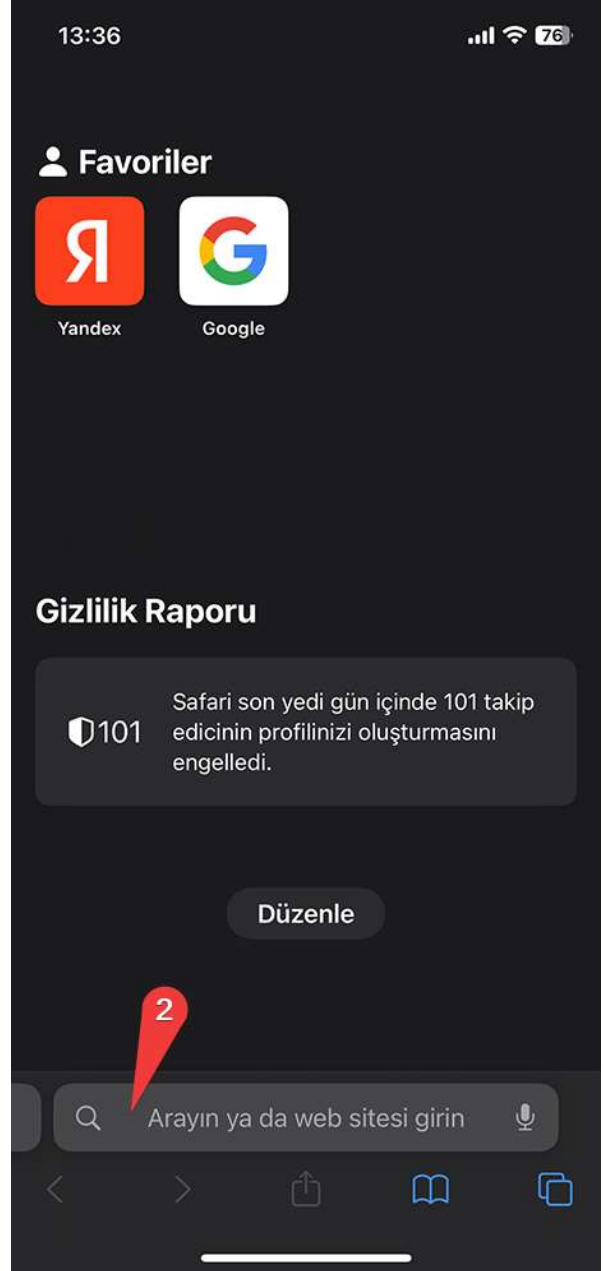 13:36
76
Favoriler
Я
G
Yandex
Google
Gizlilik Raporu
101
Safari son yedi gün içinde 101 takip
edicinin profilinizi oluşturmasını
engelledi.
Düzenle
2
Arayın ya da web sitesi girin